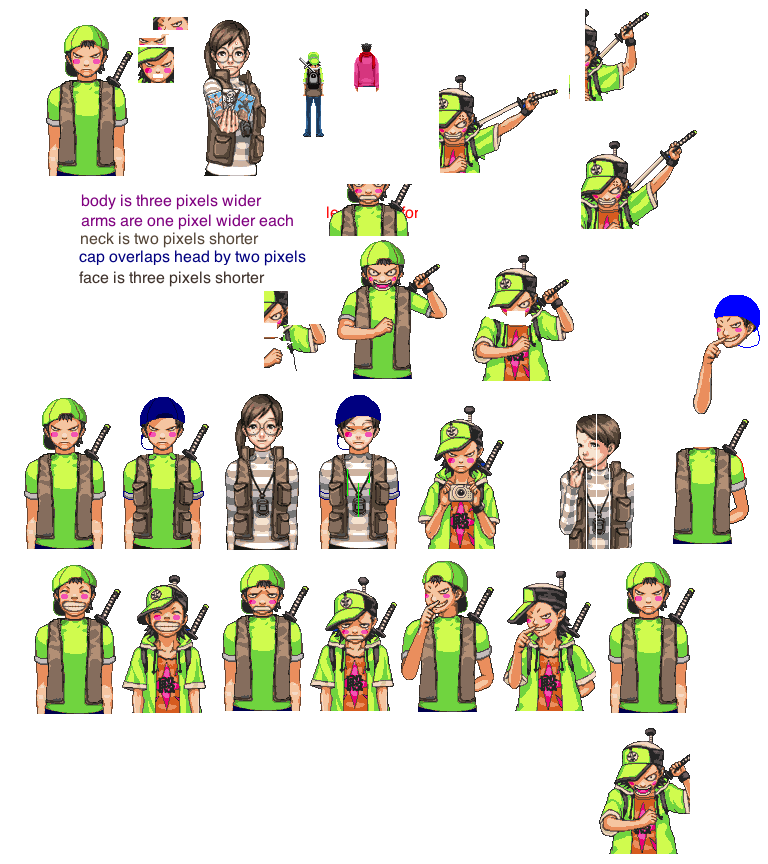 body is three pixels wider
arms are one pixel wider each
neck is two pixels shorter
cap overlaps head by two pixels
face is three pixels shorter